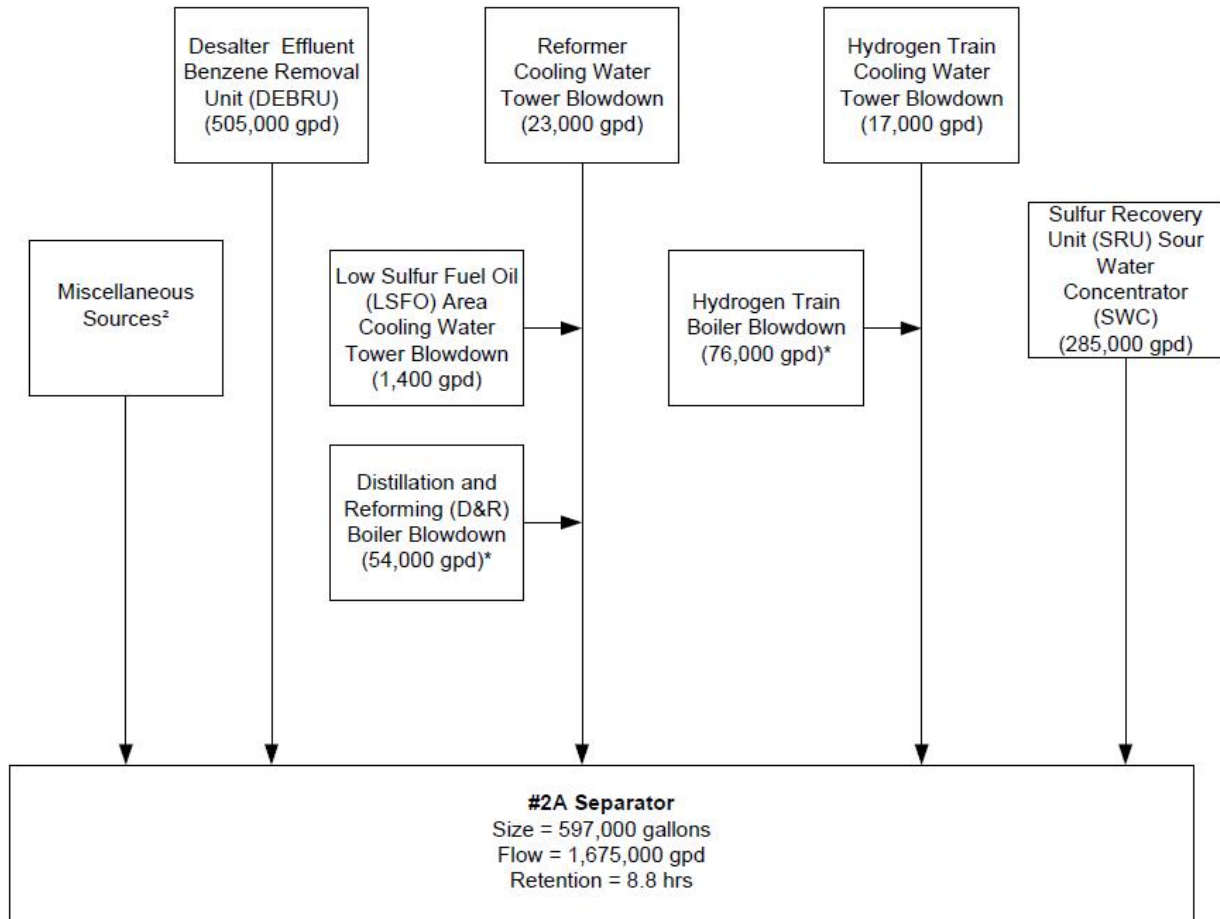 Desalter Effluent
Benzene Removal
Unit (DEBRU)
(505,000 gpd)
Reformer
Cooling Water
Tower Blowdown
(23,000 gpd)
Hydrogen Train
Cooling Water
Tower Blowdown
(17,000 gpd)
Miscellaneous
Sources²
Low Sulfur Fuel Oil
(LSFO) Area
Cooling Water
Tower Blowdown
(1,400 gpd)
Hydrogen Train
Boiler Blowdown
(76,000 gpd)*
Sulfur Recovery
Unit (SRU) Sour
Water
Concentrator
(SWC)
(285,000 gpd)
Distillation and
Reforming (D&R)
Boiler Blowdown
(54,000 gpd)*
#2A Separator
Size = 597,000 gallons
Flow = 1,675,000 gpd
Retention = 8.8 hrs